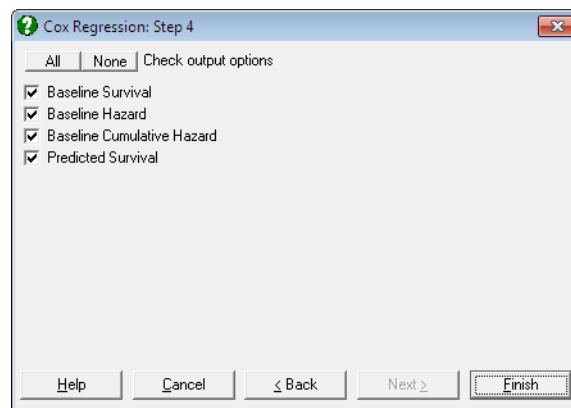 Cox Regression: Step 4
All None Check output options
Baseline Survival
Baseline Hazard
Baseline Cumulative Hazard
Predicted Survival
Help Cancel < Back Next > Finish